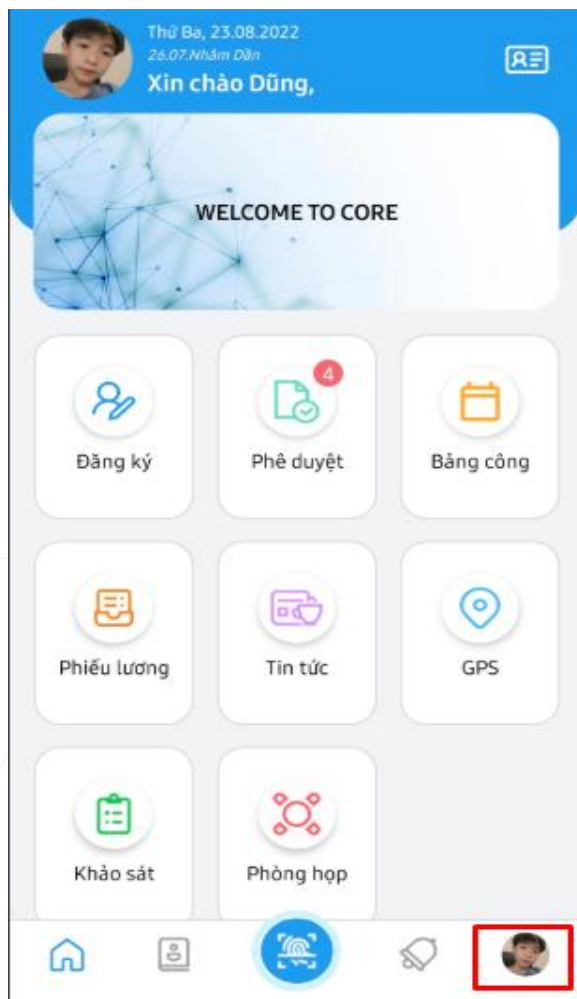 Thứ Ba, 23.08.2022
26.07.Nhâm Dần
Xin chào Dũng,
WELCOME TO CORE
4
Đăng ký
Phê duyệt
Bảng công
Phiếu lương
Tin tức
GPS
Khảo sát
Phòng họp